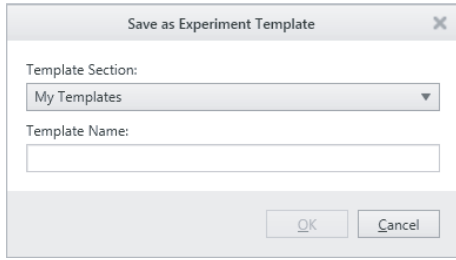 Save as Experiment Template
Template Section:
My Templates
Template Name:
OK
Cancel